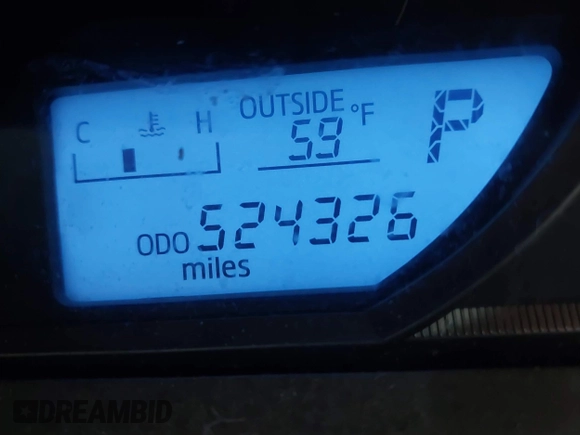 OUTSIDE °F
C H 59 P
ODO 524326
miles
DREAMBID